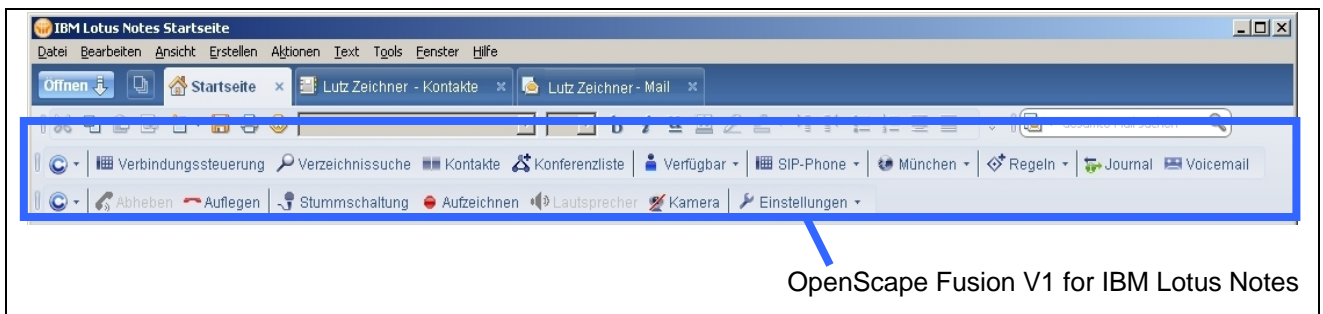 IBM Lotus Notes Startseite
Datei Bearbeiten Ansicht Erstellen Aktionen Text Tools Fenster Hilfe
Öffnen Startseite Lutz Zeichner - Kontakte Lutz Zeichner - Mail
Verbindungssteuerung Verzeichnissuche Kontakte Konferenzliste Verfügbar SIP-Phone München Regeln Journal Voicemail
Abheben Auflegen Stummschaltung Aufzeichnen Lautsprecher Kamera Einstellungen
OpenScape Fusion V1 for IBM Lotus Notes